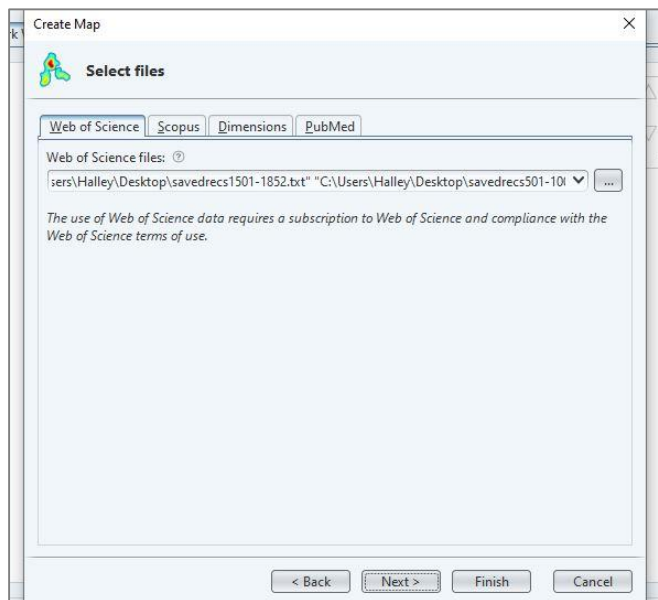 Create Map
Select files
Web of Science Scopus Dimensions PubMed
Web of Science files:
sers\Halley\Desktop\savedrecs1501-1852.txt" "C:\Users\Halley\Desktop\savedrecs501-10 ...
The use of Web of Science data requires a subscription to Web of Science and compliance with the
Web of Science terms of use.
< Back Next > Finish Cancel